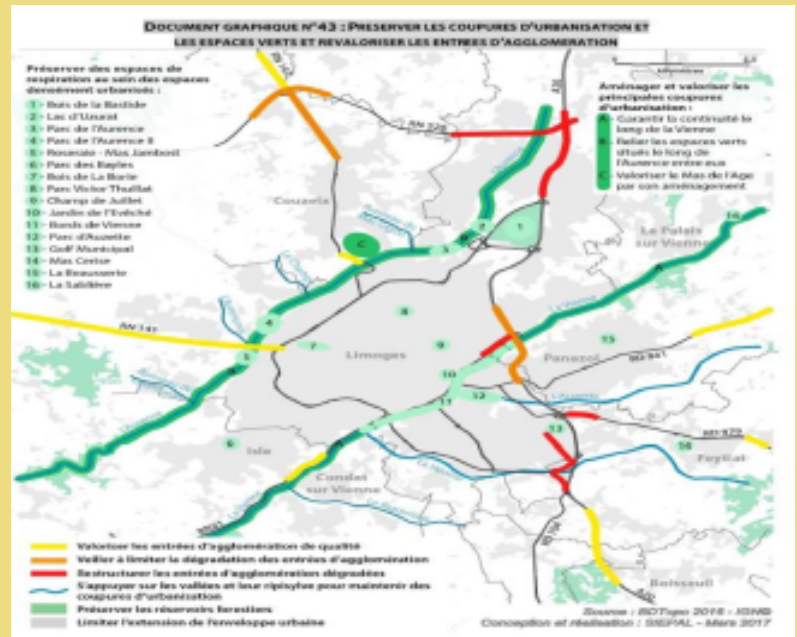 DOCUMENT GRAPHIQUE N°43 : PRESERVER LES COUPURES D'URBANISATION ET
LES ESPACES VERTS ET REVALORISER LES ENTREES D'AGGLOMERATION
Préserver des espaces de
respiration au sein des espaces
densément urbanisés :
1 - Bois de la Bastide
2 - Lac d'Uzurat
3 - Parc de l'Aurence
4 - Parc de l'Aurence II
5 - Roseraie - Mas Jambost
6 - Parc des Bayles
7 - Bois de La Borie
8 - Parc Victor Thuillat
9 - Champ de Juillet
10 - Jardin de l'Evêché
11 - Bords de Vienne
12 - Parc d'Auzette
13 - Golf Municipal
14 - Mas Cerise
15 - La Beausserie
16 - La Sablière
Aménager et valoriser les
principales coupures
d'urbanisation :
A - Garantir la continuité le
long de la Vienne
B - Relier les espaces verts
situés le long de
l'Aurence entre eux
C - Valoriser le Mas de l'Age
par son aménagement
RN 520
Couzeix
Le Palais
sur Vienne
RN 141
Limoges
Panazol
RD 941
RD 979
Feytiat
Isle
Condat
sur Vienne
Boisseuil
Valoriser les entrées d'agglomération de qualité
Veiller à limiter la dégradation des entrées d'agglomération
Restructurer les entrées d'agglomération dégradées
S'appuyer sur les vallées et leur ripisylve pour maintenir des
coupures d'urbanisation
Préserver les réservoirs forestiers
Limiter l'extension de l'enveloppe urbaine
Source : BDTopo 2016 - IGN©
Conception et réalisation : SIEPAL - Mars 2017